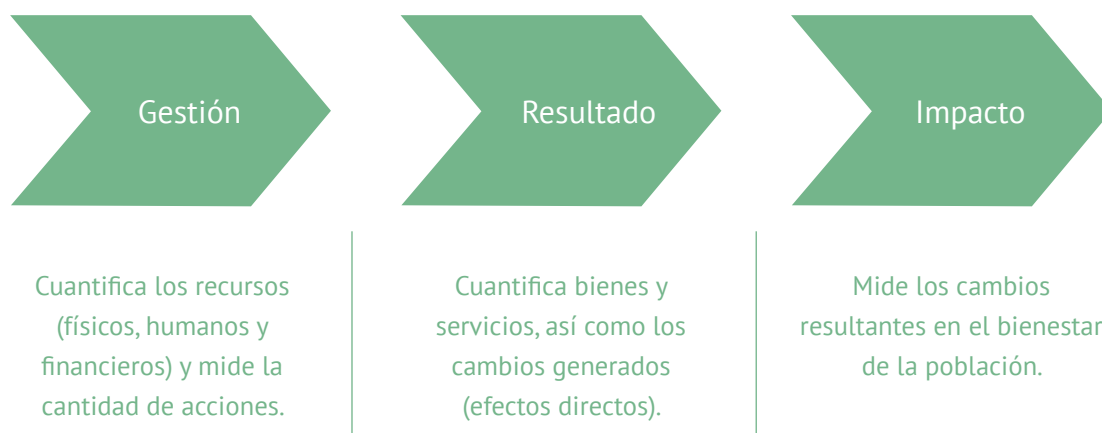 Gestión
Resultado
Impacto
Cuantifica los recursos
(físicos, humanos y
financieros) y mide la
cantidad de acciones.
Cuantifica bienes y
servicios, así como los
cambios generados
(efectos directos).
Mide los cambios
resultantes en el bienestar
de la población.